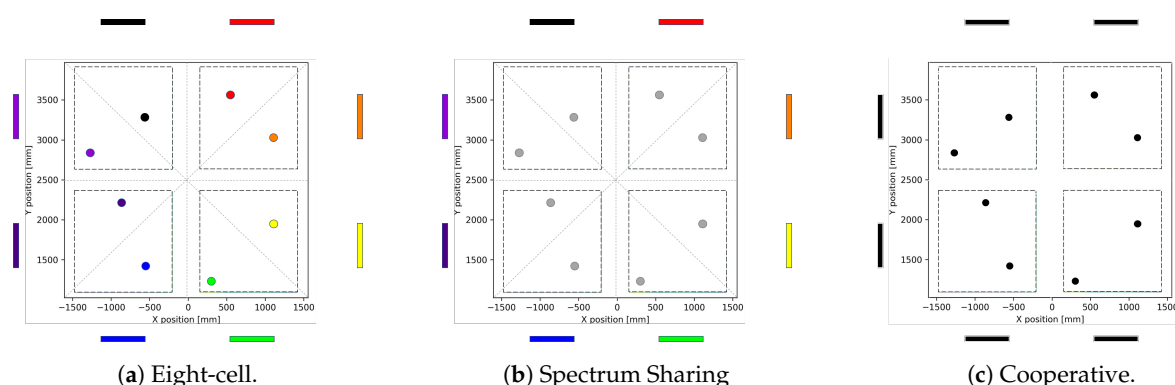 3500
3000
2500
2000
1500
Y position [mm]
−1500 −1000 −500 0 500 1000 1500
X position [mm]
(a) Eight-cell.
3500
3000
2500
2000
1500
Y position [mm]
−1500 −1000 −500 0 500 1000 1500
X position [mm]
(b) Spectrum Sharing
3500
3000
2500
2000
1500
Y position [mm]
−1500 −1000 −500 0 500 1000 1500
X position [mm]
(c) Cooperative.